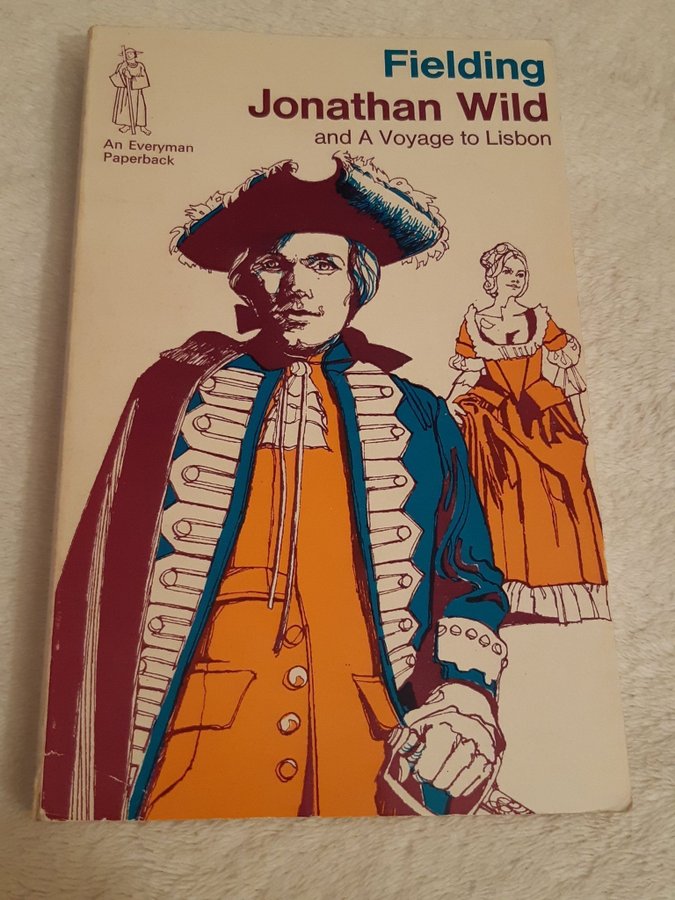 Fielding
Jonathan Wild
and A Voyage to Lisbon
An Everyman
Paperback